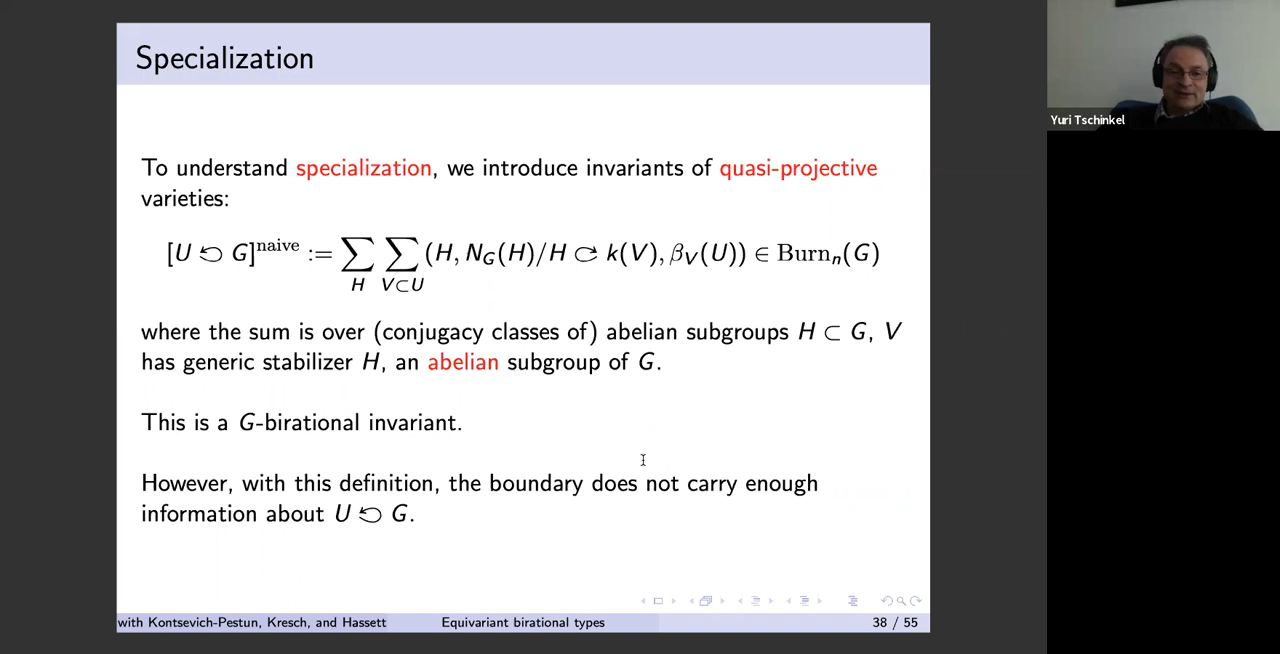 Specialization
To understand specialization, we introduce invariants of quasi-projective
varieties:
[U ↺ G]^naive := ∑_H ∑_{V⊂U} (H, N_G(H)/H ↻ k(V), β_V(U)) ∈ Burn_n(G)
where the sum is over (conjugacy classes of) abelian subgroups H ⊂ G, V
has generic stabilizer H, an abelian subgroup of G.
This is a G-birational invariant.
However, with this definition, the boundary does not carry enough
information about U ↺ G.
with Kontsevich-Pestun, Kresch, and Hassett
Equivariant birational types
38 / 55
Yuri Tschinkel